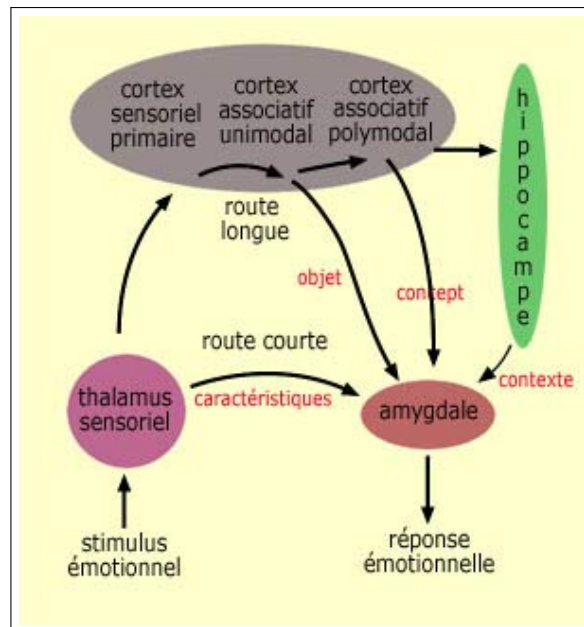 cortex
sensoriel
primaire
cortex
associatif
unimodal
cortex
associatif
polymodal
hippocampe
route
longue
objet
concept
route courte
caractéristiques
contexte
thalamus
sensoriel
amygdale
stimulus
émotionnel
réponse
émotionnelle